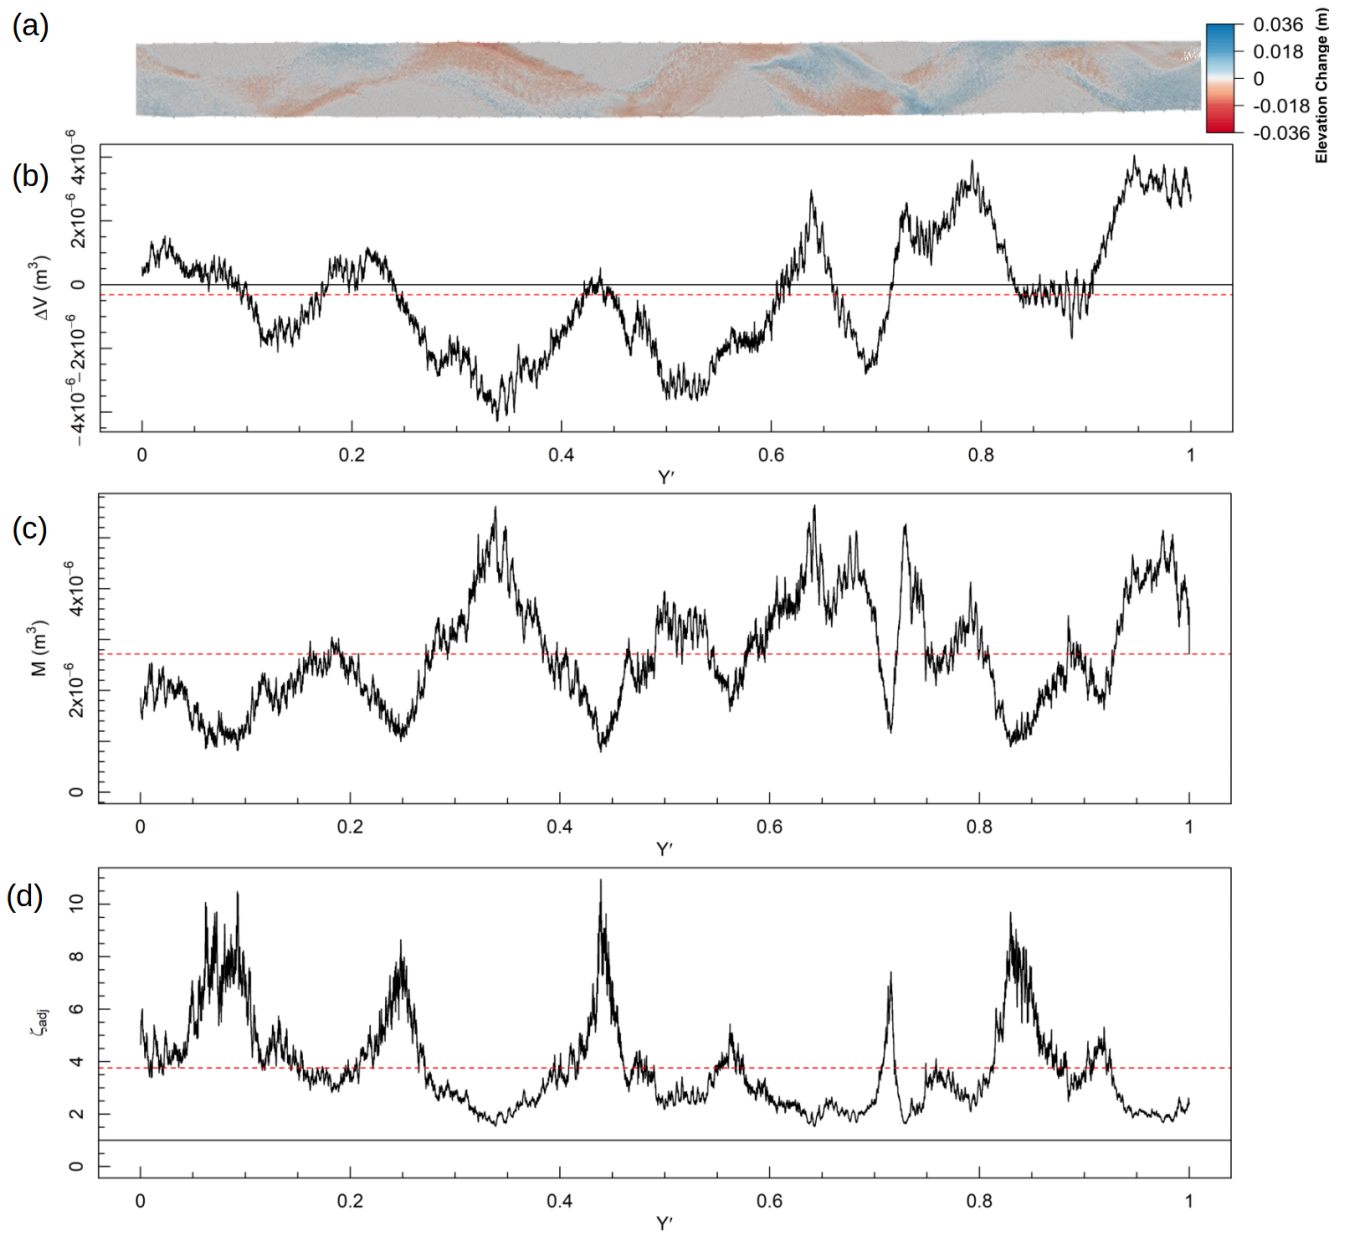 (a)
0.036
0.018
0
-0.018
-0.036
Elevation Change (m)
(b)
ΔV (m³)
4x10⁻⁶
2x10⁻⁶
0
−2x10⁻⁶
−4x10⁻⁶
0 0.2 0.4 0.6 0.8 1
Y′
(c)
M (m³)
4x10⁻⁶
2x10⁻⁶
0
0 0.2 0.4 0.6 0.8 1
Y′
(d)
ζadj
10
8
6
4
2
0
0 0.2 0.4 0.6 0.8 1
Y′